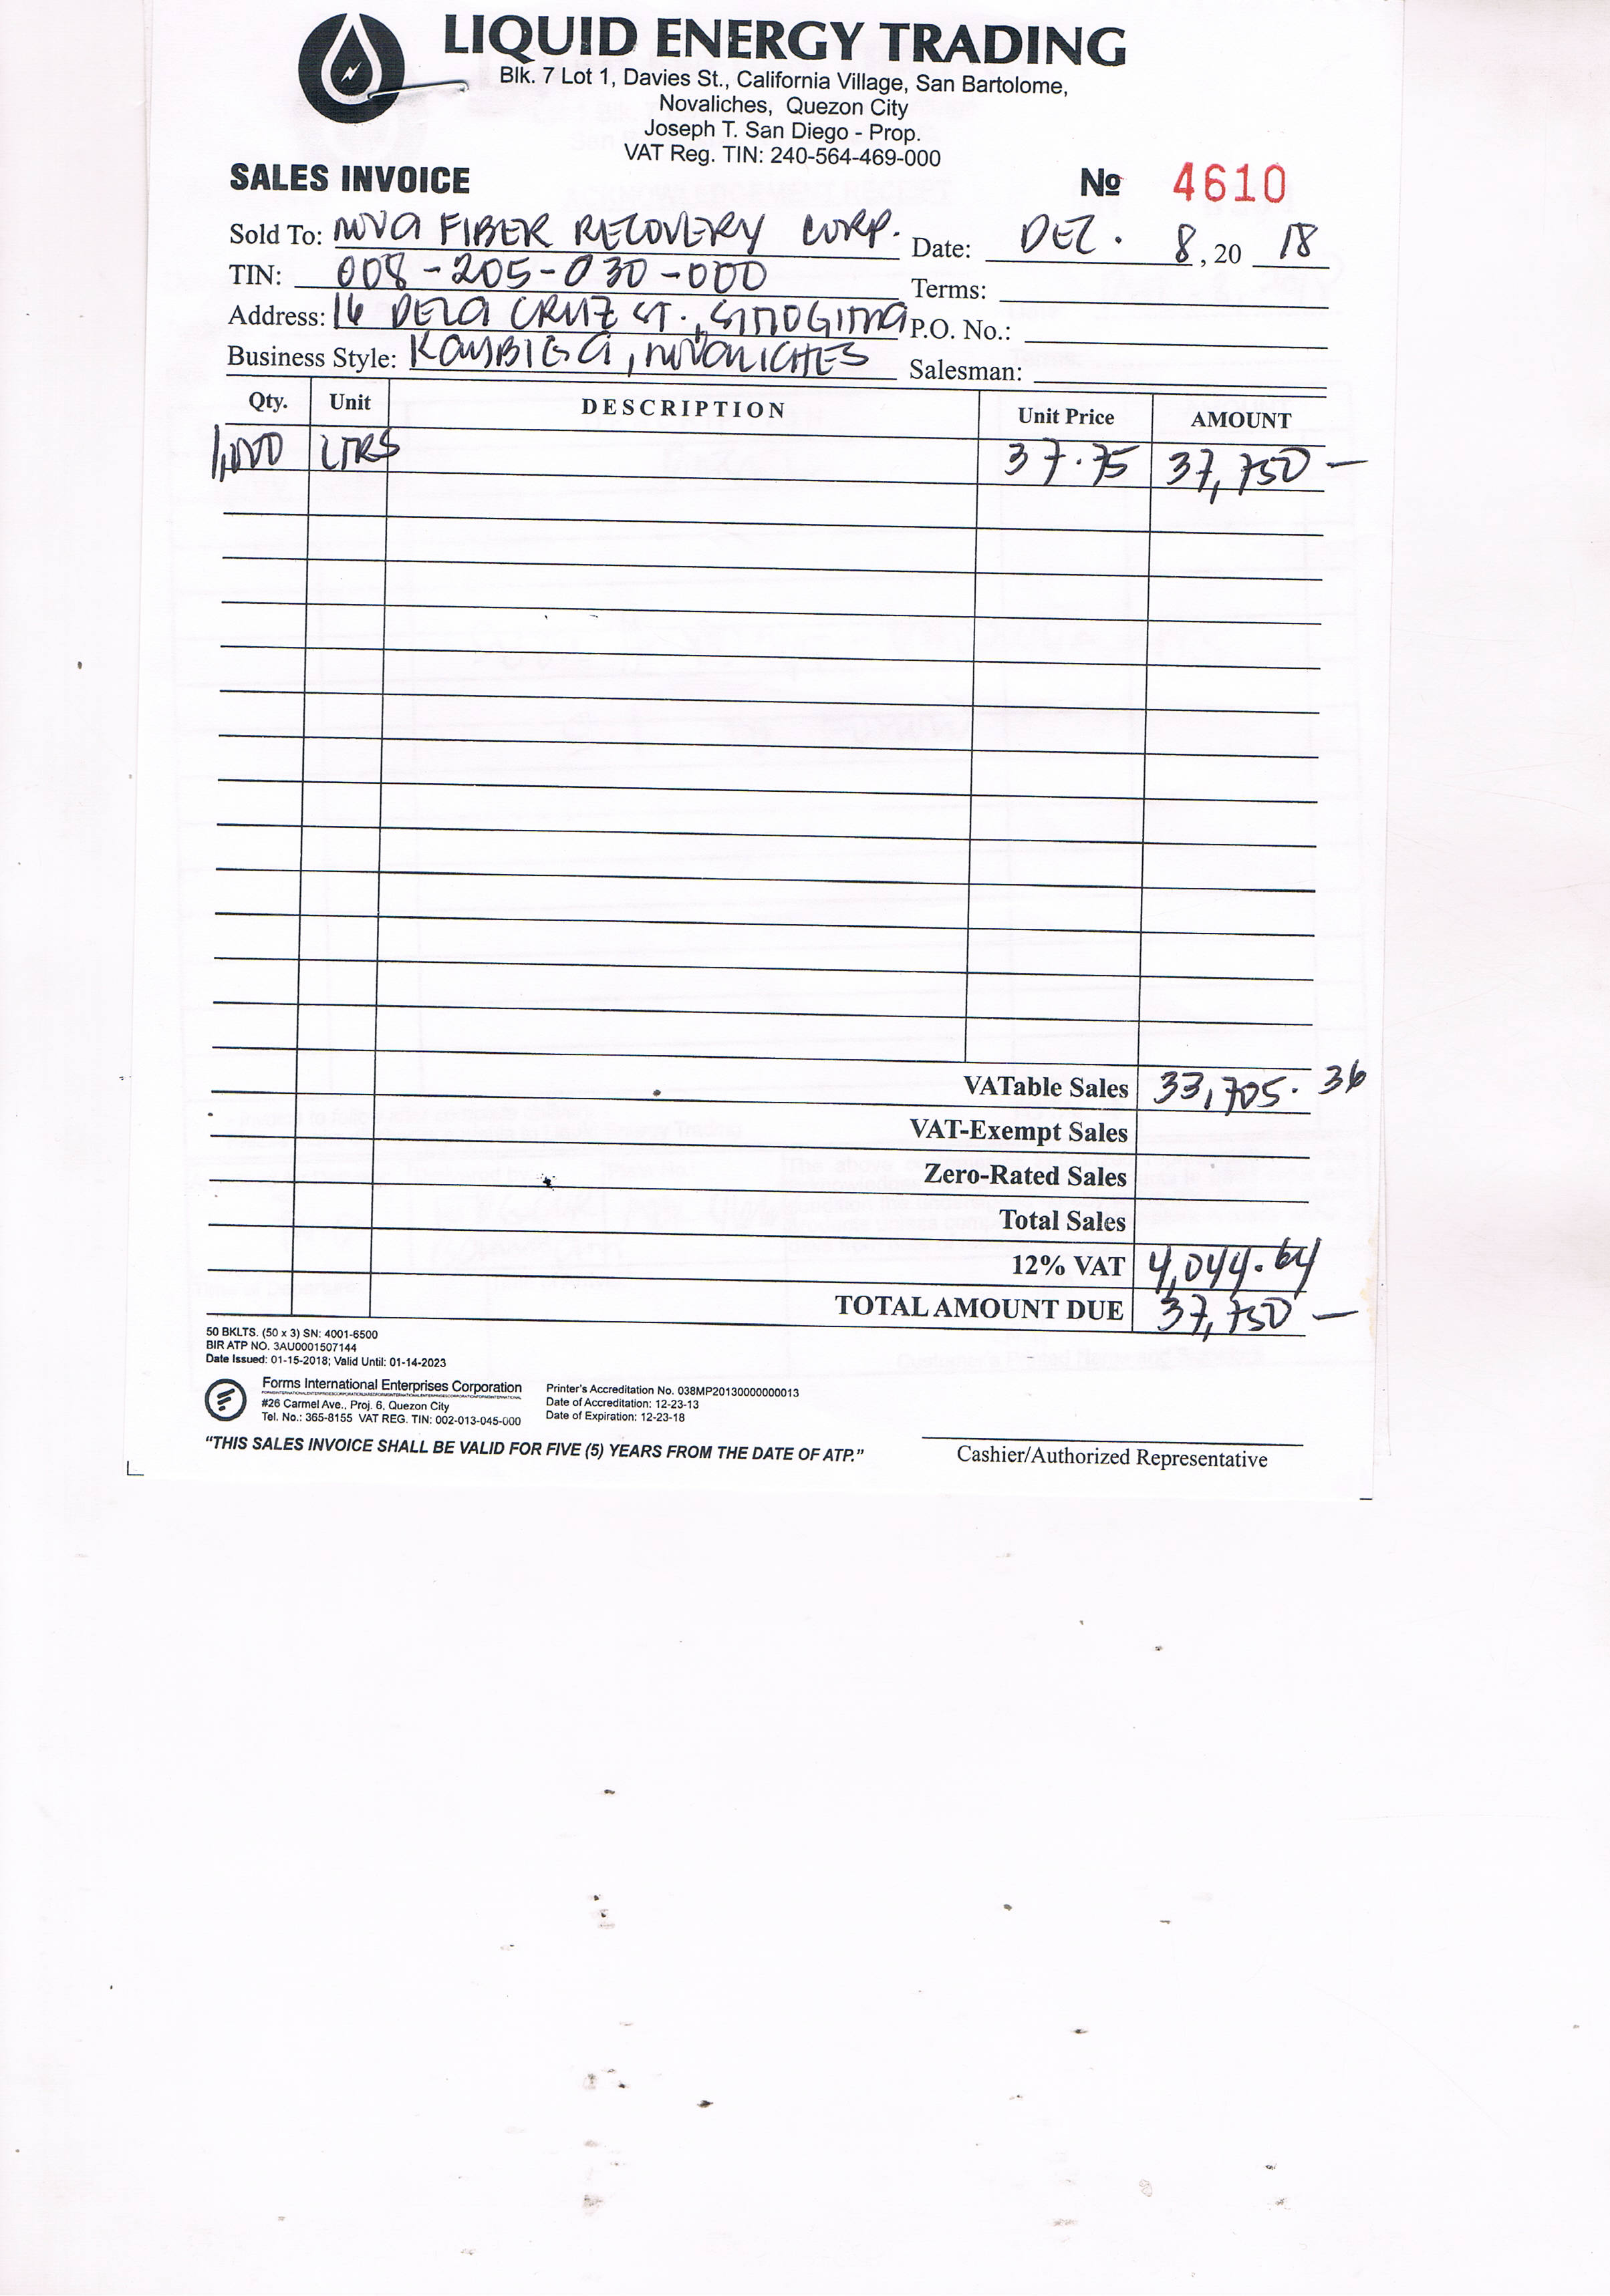 LIQUID ENERGY TRADING
Blk. 7 Lot 1, Davies St., California Village, San Bartolome,
Novaliches, Quezon City
Joseph T. San Diego - Prop.
VAT Reg. TIN: 240-564-469-000
SALES INVOICE № 4610
Sold To: NOVA FIBER RECOVERY CORP. Date: DEC. 8, 20 18
TIN: 008-205-030-000 Terms:
Address: 16 DELA CRUZ ST., P.O. No.:
Business Style: KAYBIGA, NOVALICHES Salesman:
Qty. Unit DESCRIPTION Unit Price AMOUNT
1,000 LTRS 37.75 37,750 —
VATable Sales 33,705.36
VAT-Exempt Sales
Zero-Rated Sales
Total Sales
12% VAT 4,044.64
TOTAL AMOUNT DUE 37,750 —
50 BKLTS. (50 x 3) SN: 4001-6500
BIR ATP NO. 3AU0001507144
Date Issued: 01-15-2018; Valid Until: 01-14-2023
Forms International Enterprises Corporation
#26 Carmel Ave., Proj. 6, Quezon City
Tel. No.: 365-8155 VAT REG. TIN: 002-013-045-000
Printer's Accreditation No. 038MP20130000000013
Date of Accreditation: 12-23-13
Date of Expiration: 12-23-18
"THIS SALES INVOICE SHALL BE VALID FOR FIVE (5) YEARS FROM THE DATE OF ATP."
Cashier/Authorized Representative